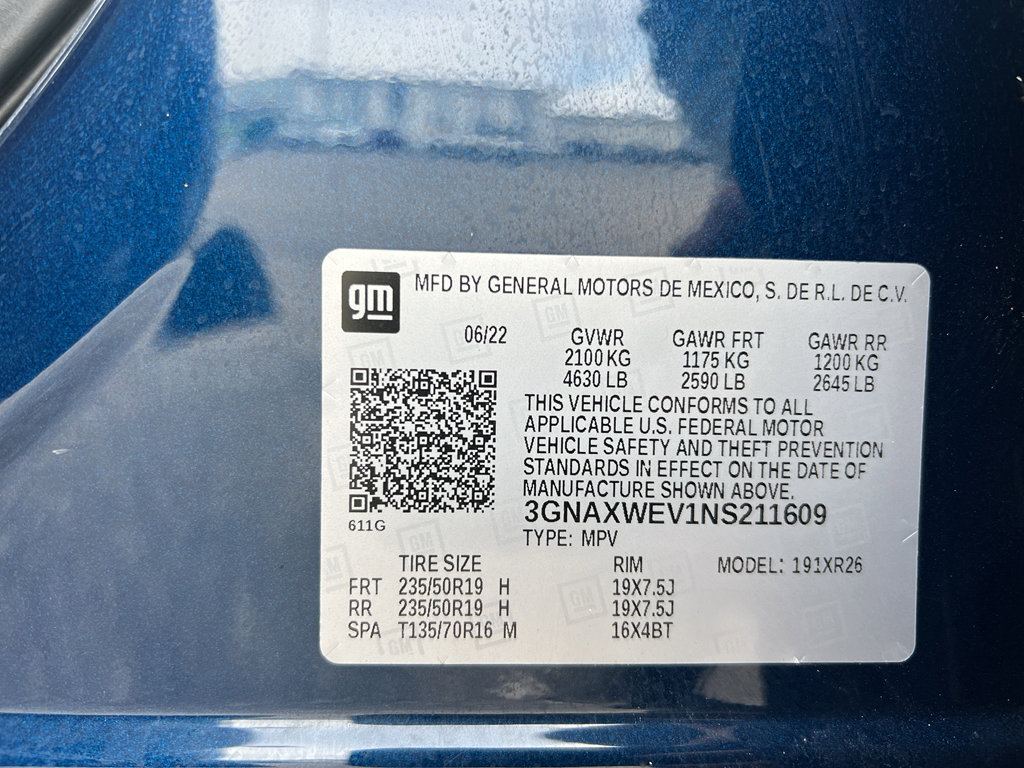 gm
MFD BY GENERAL MOTORS DE MEXICO, S. DE R.L. DE C.V.
06/22 GVWR GAWR FRT GAWR RR
2100 KG 1175 KG 1200 KG
4630 LB 2590 LB 2645 LB
THIS VEHICLE CONFORMS TO ALL
APPLICABLE U.S. FEDERAL MOTOR
VEHICLE SAFETY AND THEFT PREVENTION
STANDARDS IN EFFECT ON THE DATE OF
MANUFACTURE SHOWN ABOVE.
3GNAXWEV1NS211609
611G
TYPE: MPV
TIRE SIZE RIM MODEL: 191XR26
FRT 235/50R19 H 19X7.5J
RR 235/50R19 H 19X7.5J
SPA T135/70R16 M 16X4BT